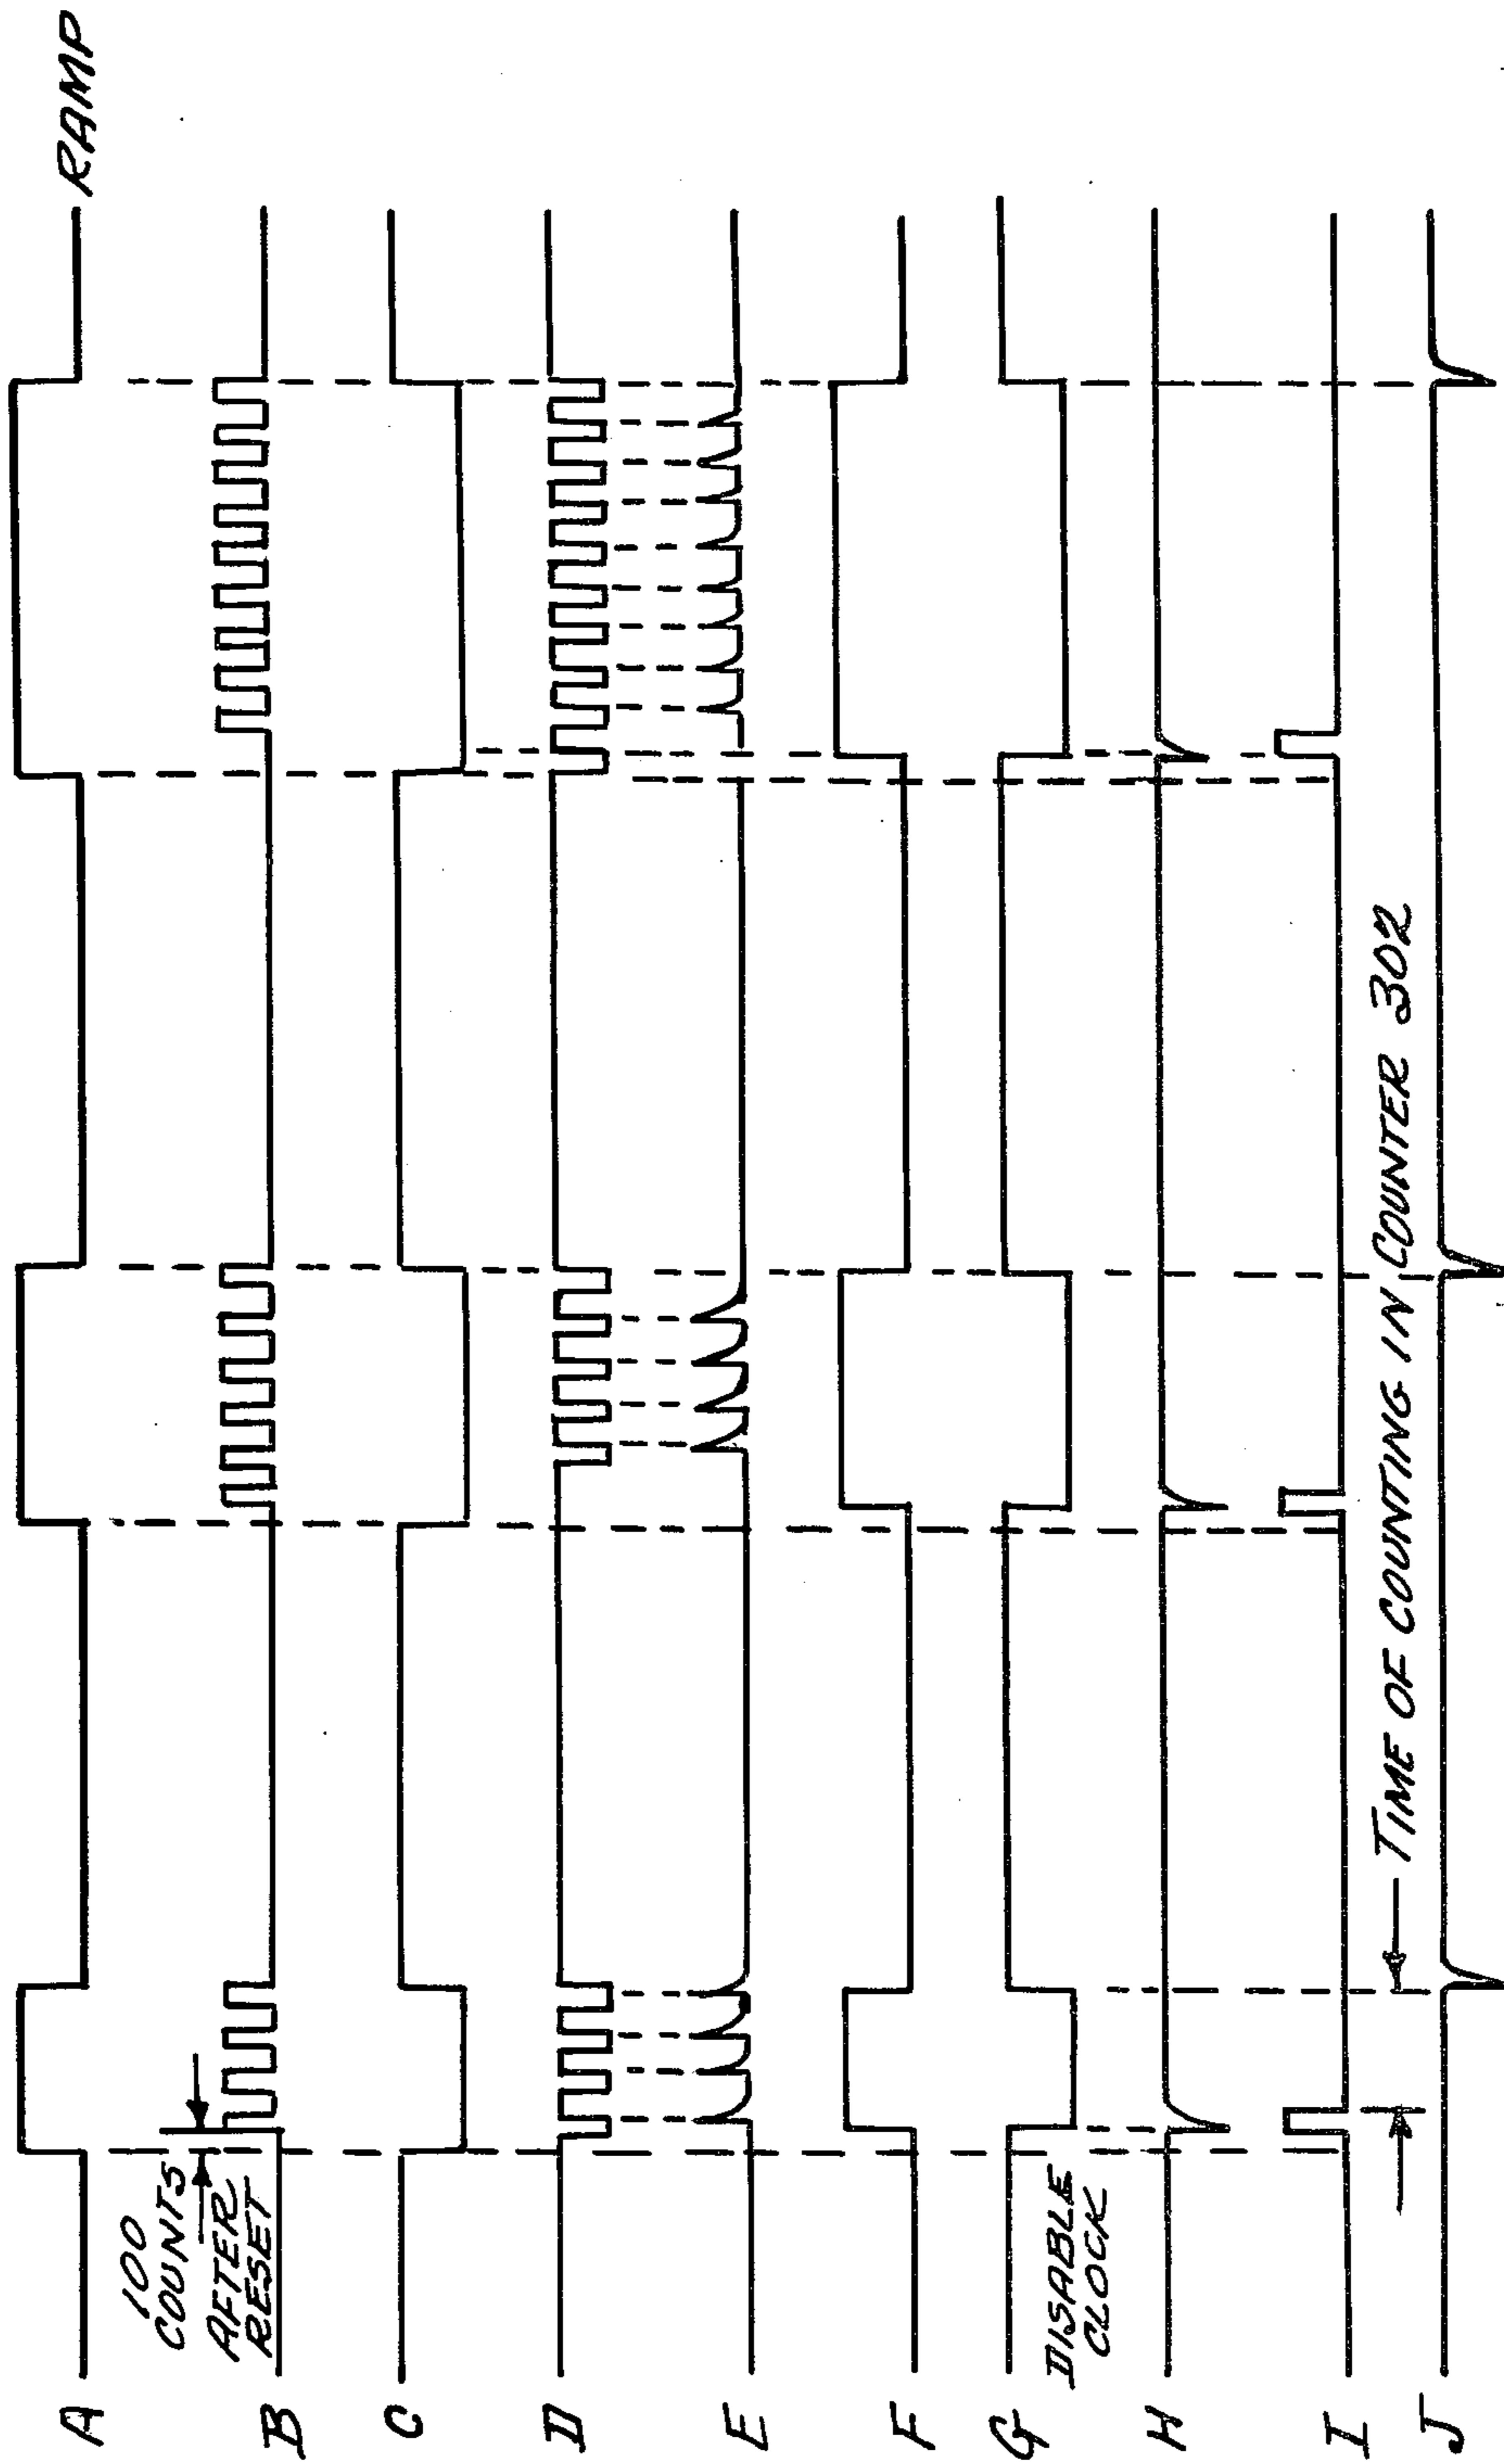 RAMP
A
100
COUNTS
AFTER
RESET
B
C
D
E
F
G
DISABLE
CLOCK
H
I
TIME OF COUNTING IN COUNTER 302
J